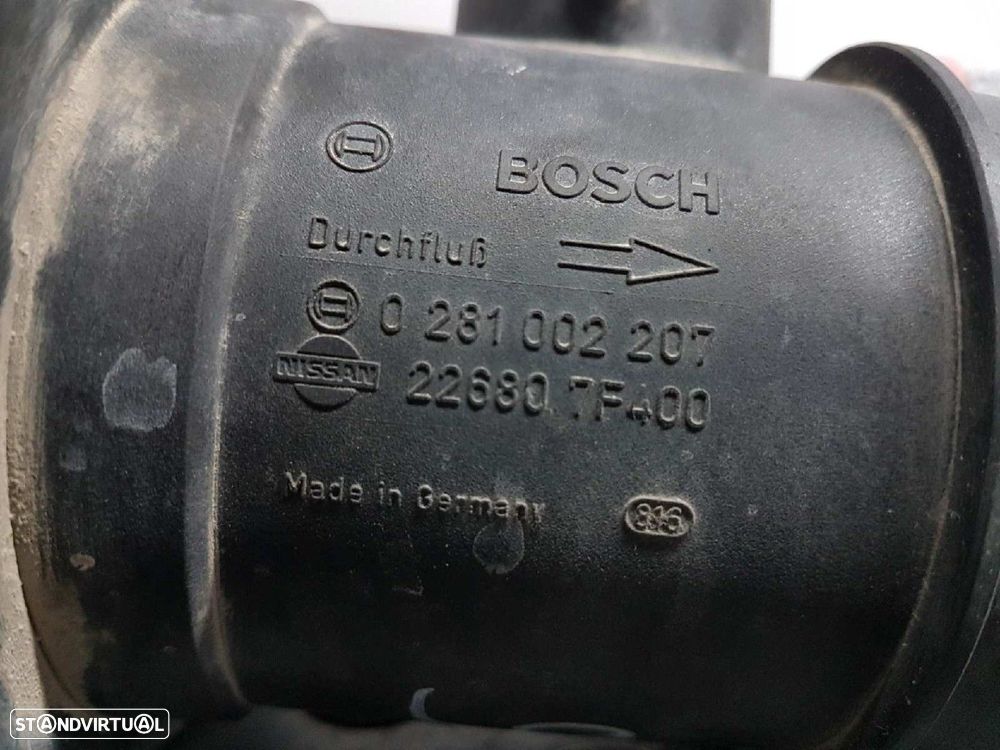 BOSCH
Durchfluß
0 281 002 207
NISSAN 22680 7F400
Made in Germany 816
STANDVIRTUAL